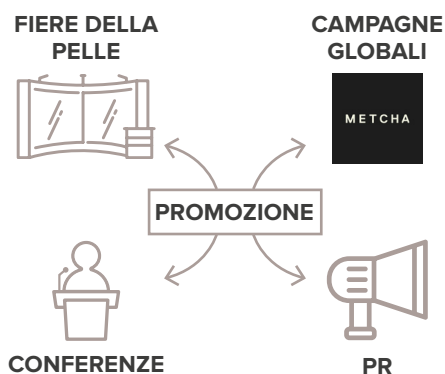 FIERE DELLA
PELLE
CAMPAGNE
GLOBALI
METCHA
PROMOZIONE
CONFERENZE
PR